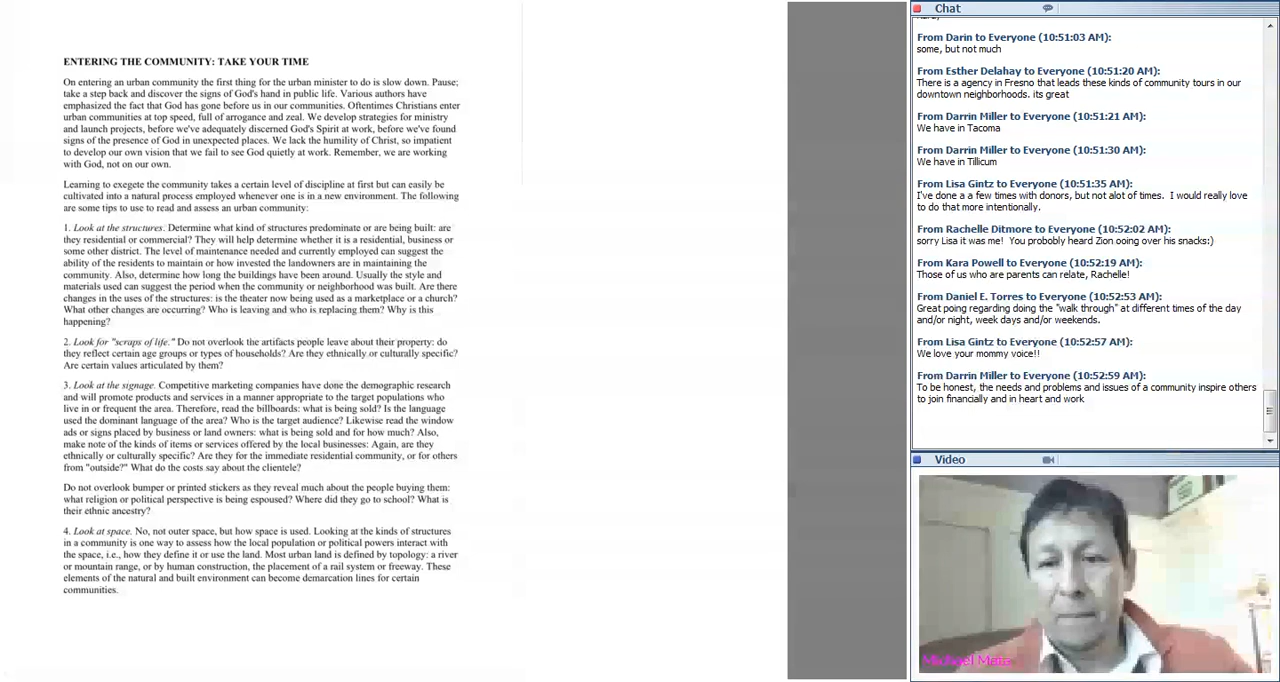 ENTERING THE COMMUNITY: TAKE YOUR TIME
On entering an urban community the first thing for the urban minister to do is slow down. Pause;
take a step back and discover the signs of God's hand in public life. Various authors have
emphasized the fact that God has gone before us in our communities. Oftentimes Christians enter
urban communities at top speed, full of arrogance and zeal. We develop strategies for ministry
and launch projects, before we've adequately discerned God's Spirit at work, before we've found
signs of the presence of God in unexpected places. We lack the humility of Christ, so impatient
to develop our own vision that we fail to see God quietly at work. Remember, we are working
with God, not on our own.
Learning to exegete the community takes a certain level of discipline at first but can easily be
cultivated into a natural process employed whenever one is in a new environment. The following
are some tips to use to read and assess an urban community:
1. Look at the structures. Determine what kind of structures predominate or are being built: are
they residential or commercial? They will help determine whether it is a residential, business or
some other district. The level of maintenance needed and currently employed can suggest the
ability of the residents to maintain or how invested the landowners are in maintaining the
community. Also, determine how long the buildings have been around. Usually the style and
materials used can suggest the period when the community or neighborhood was built. Are there
changes in the uses of the structures: is the theater now being used as a marketplace or a church?
What other changes are occurring? Who is leaving and who is replacing them? Why is this
happening?
2. Look for "scraps of life." Do not overlook the artifacts people leave about their property: do
they reflect certain age groups or types of households? Are they ethnically or culturally specific?
Are certain values articulated by them?
3. Look at the signage. Competitive marketing companies have done the demographic research
and will promote products and services in a manner appropriate to the target populations who
live in or frequent the area. Therefore, read the billboards: what is being sold? Is the language
used the dominant language of the area? Who is the target audience? Likewise read the window
ads or signs placed by business or land owners: what is being sold and for how much? Also,
make note of the kinds of items or services offered by the local businesses: Again, are they
ethnically or culturally specific? Are they for the immediate residential community, or for others
from "outside?" What do the costs say about the clientele?
Do not overlook bumper or printed stickers as they reveal much about the people buying them:
what religion or political perspective is being espoused? Where did they go to school? What is
their ethnic ancestry?
4. Look at space. No, not outer space, but how space is used. Looking at the kinds of structures
in a community is one way to assess how the local population or political powers interact with
the space, i.e., how they define it or use the land. Most urban land is defined by topology: a river
or mountain range, or by human construction, the placement of a rail system or freeway. These
elements of the natural and built environment can become demarcation lines for certain
communities.
Chat
From Darin to Everyone (10:51:03 AM):
some, but not much
From Esther Delahay to Everyone (10:51:20 AM):
There is a agency in Fresno that leads these kinds of community tours in our
downtown neighborhoods. its great
From Darrin Miller to Everyone (10:51:21 AM):
We have in Tacoma
From Darrin Miller to Everyone (10:51:30 AM):
We have in Tillicum
From Lisa Gintz to Everyone (10:51:35 AM):
I've done a a few times with donors, but not alot of times. I would really love
to do that more intentionally.
From Rachelle Ditmore to Everyone (10:52:02 AM):
sorry Lisa it was me! You probobly heard Zion ooing over his snacks:)
From Kara Powell to Everyone (10:52:19 AM):
Those of us who are parents can relate, Rachelle!
From Daniel E. Torres to Everyone (10:52:53 AM):
Great poing regarding doing the "walk through" at different times of the day
and/or night, week days and/or weekends.
From Lisa Gintz to Everyone (10:52:57 AM):
We love your mommy voice!!
From Darrin Miller to Everyone (10:52:59 AM):
To be honest, the needs and problems and issues of a community inspire others
to join financially and in heart and work
Video
Michael Mata